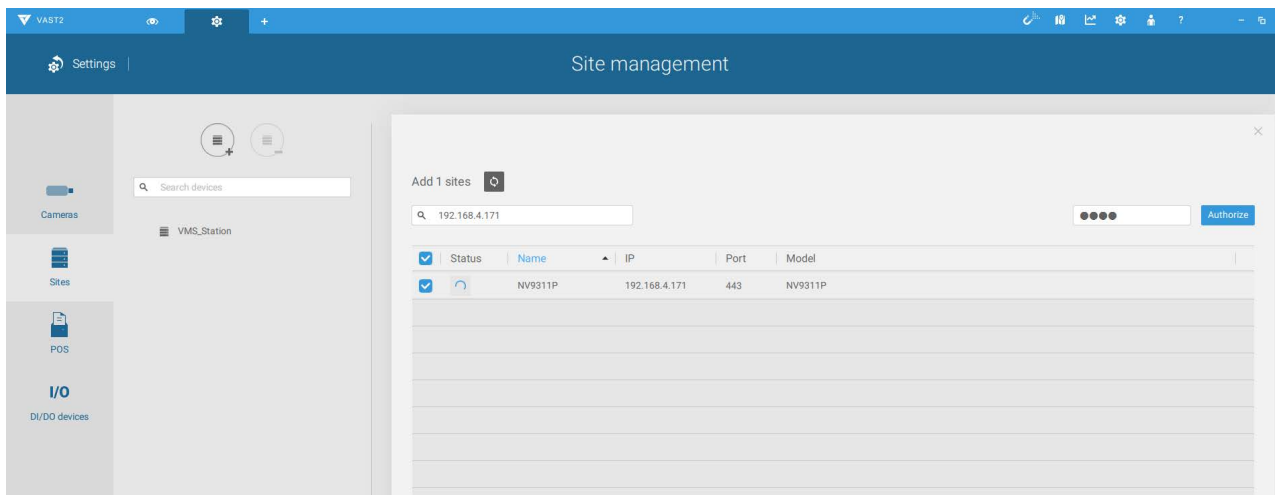 VAST2 + ?
Settings Site management
Add 1 sites
Search devices
192.168.4.171
Authorize
Cameras
VMS_Station
Status Name IP Port Model
Sites
NV9311P 192.168.4.171 443 NV9311P
POS
I/O
DI/DO devices